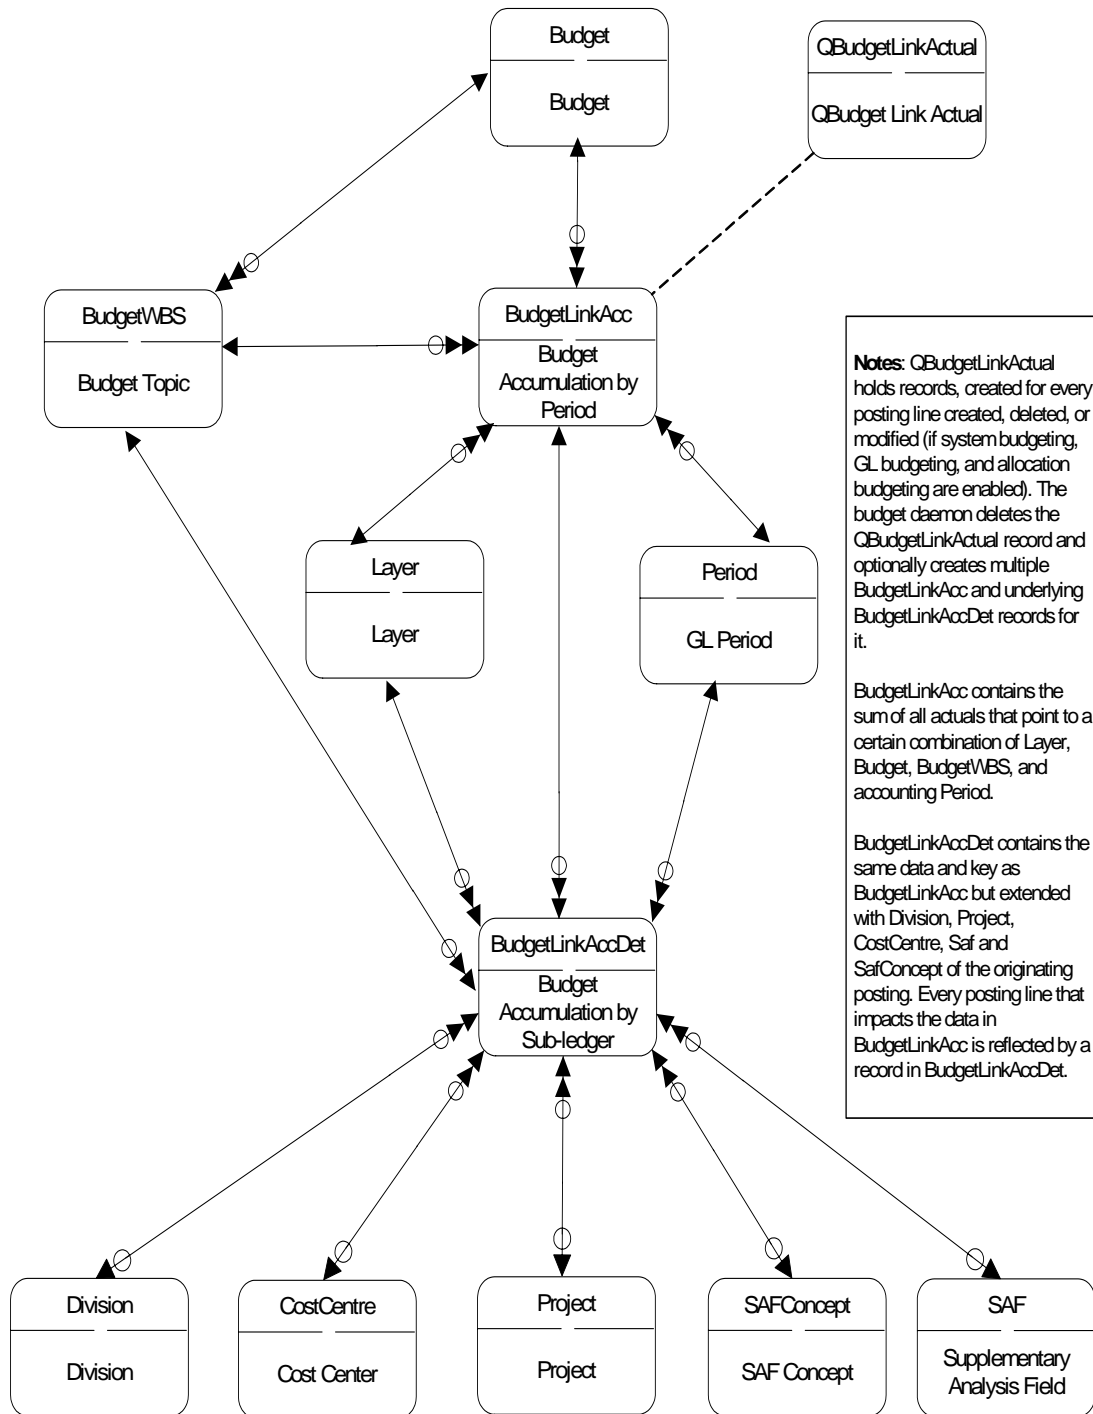 Budget
Budget
QBudgetLinkActual
QBudget Link Actual
BudgetWBS
Budget Topic
BudgetLinkAcc
Budget
Accumulation by
Period
Layer
Layer
Period
GL Period
Notes: QBudgetLinkActual
holds records, created for every
posting line created, deleted, or
modified (if system budgeting,
GL budgeting, and allocation
budgeting are enabled). The
budget daemon deletes the
QBudgetLinkActual record and
optionally creates multiple
BudgetLinkAcc and underlying
BudgetLinkAccDet records for
it.
BudgetLinkAcc contains the
sum of all actuals that point to a
certain combination of Layer,
Budget, BudgetWBS, and
accounting Period.
BudgetLinkAccDet contains the
same data and key as
BudgetLinkAcc but extended
with Division, Project,
CostCentre, Saf and
SafConcept of the originating
posting. Every posting line that
impacts the data in
BudgetLinkAcc is reflected by a
record in BudgetLinkAccDet.
BudgetLinkAccDet
Budget
Accumulation by
Sub-ledger
Division
Division
CostCentre
Cost Center
Project
Project
SAFConcept
SAF Concept
SAF
Supplementary
Analysis Field